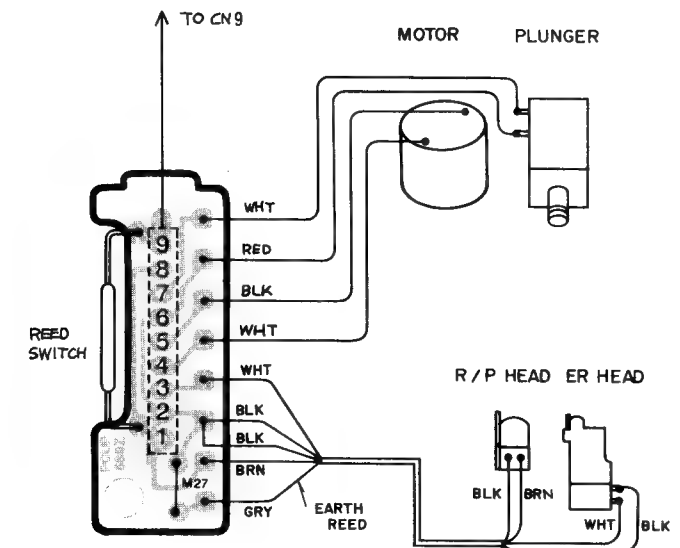 TO CN9
MOTOR
PLUNGER
WHT
RED
BLK
WHT
WHT
BLK
BLK
BRN
GRY
9
8
7
6
5
4
3
2
1
REED
SWITCH
M27
EARTH
REED
R/P HEAD
ER HEAD
BLK
BRN
WHT
BLK